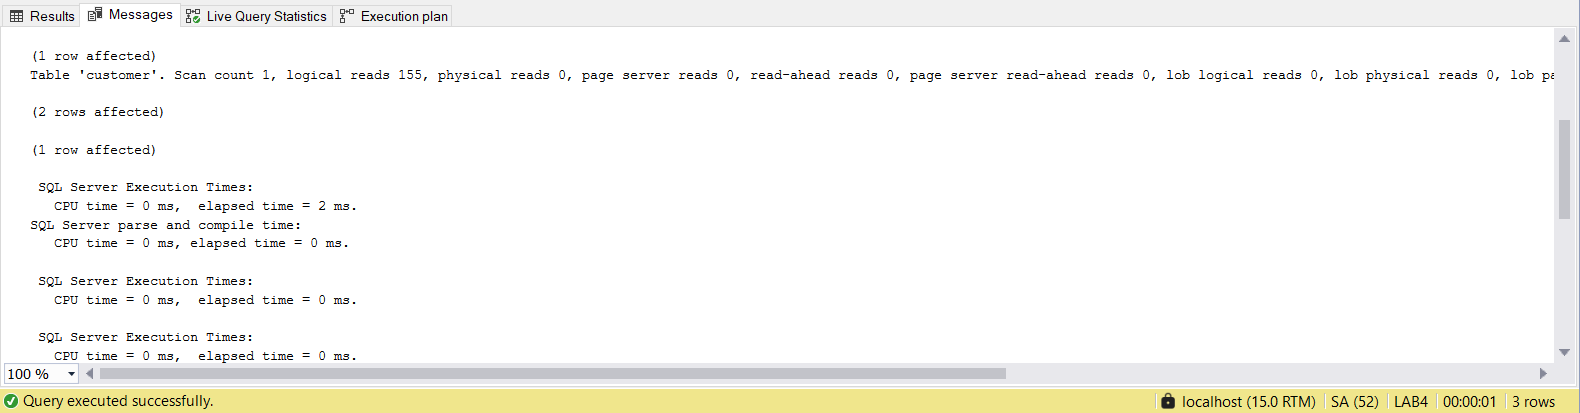 Results Messages Live Query Statistics Execution plan
(1 row affected)
Table 'customer'. Scan count 1, logical reads 155, physical reads 0, page server reads 0, read-ahead reads 0, page server read-ahead reads 0, lob logical reads 0, lob physical reads 0, lob pa
(2 rows affected)
(1 row affected)
SQL Server Execution Times:
CPU time = 0 ms, elapsed time = 2 ms.
SQL Server parse and compile time:
CPU time = 0 ms, elapsed time = 0 ms.
SQL Server Execution Times:
CPU time = 0 ms, elapsed time = 0 ms.
SQL Server Execution Times:
CPU time = 0 ms, elapsed time = 0 ms.
100 %
Query executed successfully. localhost (15.0 RTM) SA (52) LAB4 00:00:01 3 rows